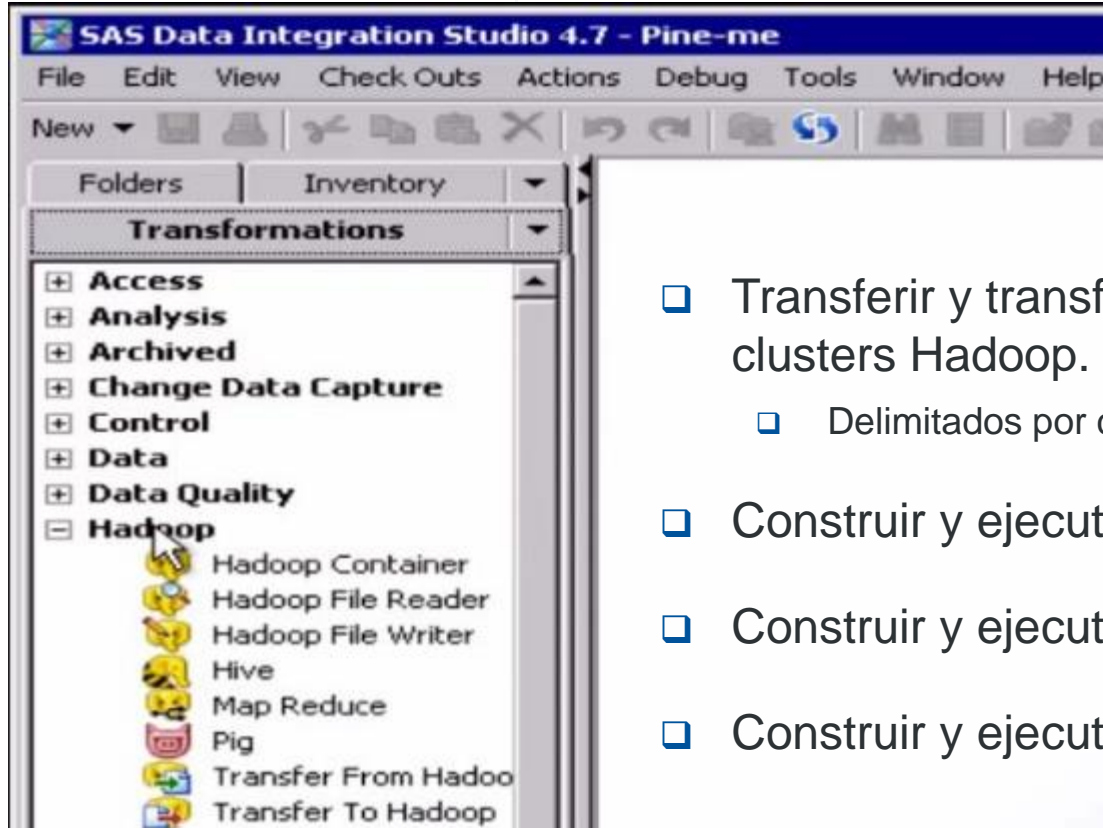 SAS Data Integration Studio 4.7 - Pine-me
File Edit View Check Outs Actions Debug Tools Window Help
New
Folders Inventory
Transformations
Access
Analysis
Archived
Change Data Capture
Control
Data
Data Quality
Hadoop
Hadoop Container
Hadoop File Reader
Hadoop File Writer
Hive
Map Reduce
Pig
Transfer From Hadoo
Transfer To Hadoop
Transferir y transf
clusters Hadoop.
Delimitados por
Construir y ejecut
Construir y ejecut
Construir y ejecut